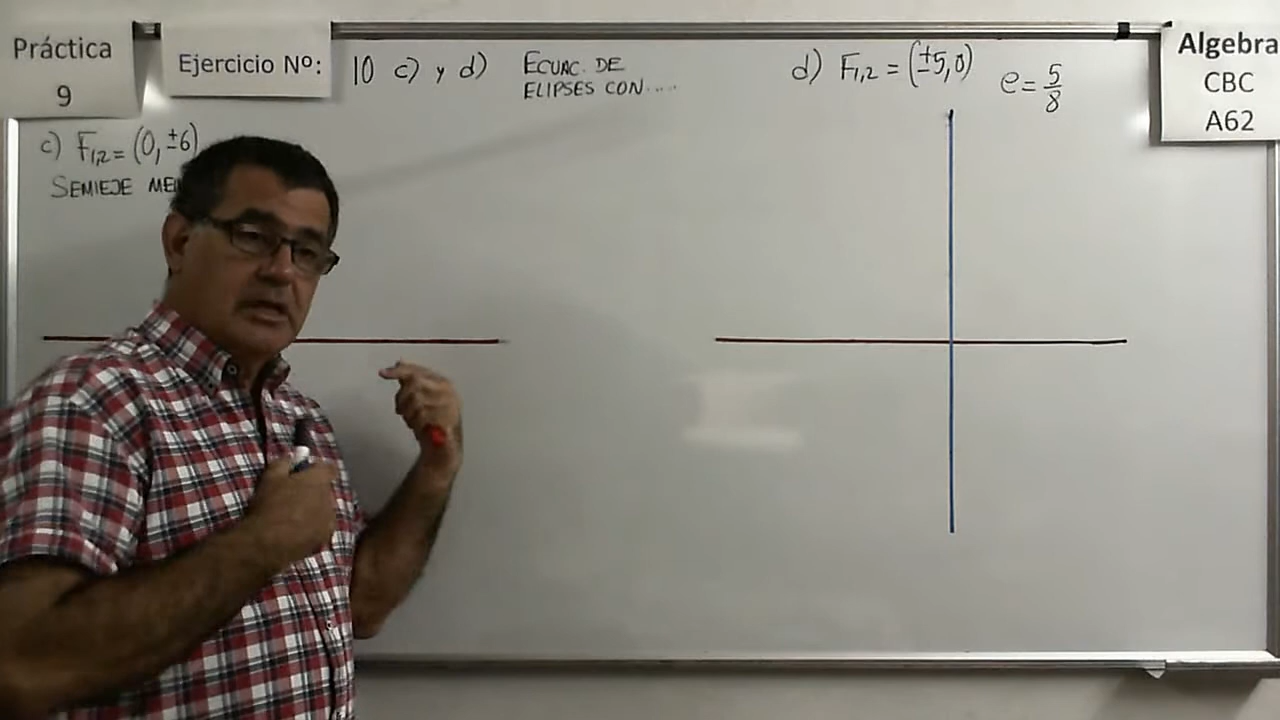 Práctica
9
Ejercicio Nº:
10 c) y d)
ECUAC. DE
ELIPSES CON.....
d) F1,2 = (±5,0)
e = 5/8
Algebra
CBC
A62
c) F1,2 = (0, ±6)
SEMIEJE